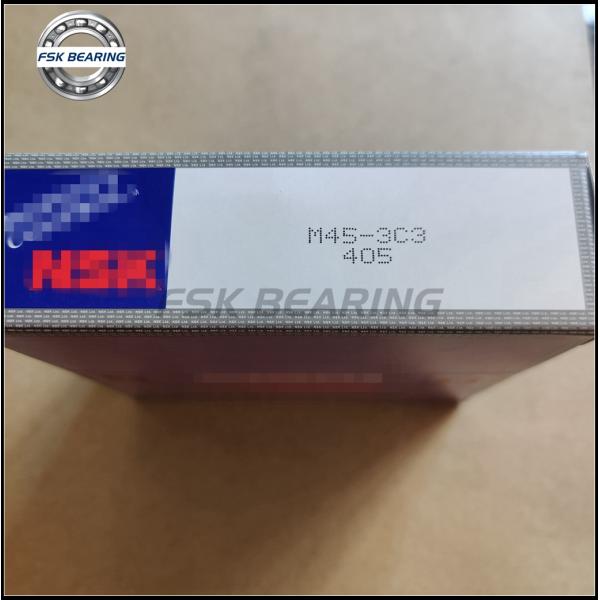 FSK BEARING
M45-3C3
405
NSK
FSK BEARING